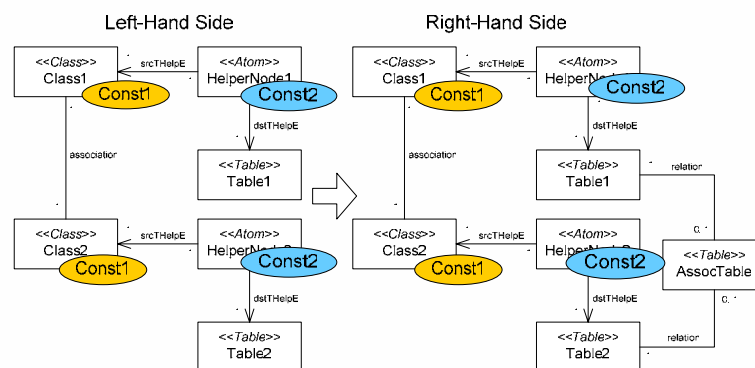 Left-Hand Side
Right-Hand Side
<<Class>>
Class1
srcTHelpE
<<Atom>>
HelperNode1
Const1
Const2
dstTHelpE
association
<<Table>>
Table1
<<Class>>
Class2
srcTHelpE
<<Atom>>
Const1
Const2
dstTHelpE
<<Table>>
Table2
<<Class>>
Class1
srcTHelpE
<<Atom>>
Const1
Const2
dstTHelpE
association
<<Table>>
Table1
relation
<<Class>>
Class2
srcTHelpE
<<Atom>>
Const1
Const2
dstTHelpE
<<Table>>
AssocTable
<<Table>>
Table2
relation